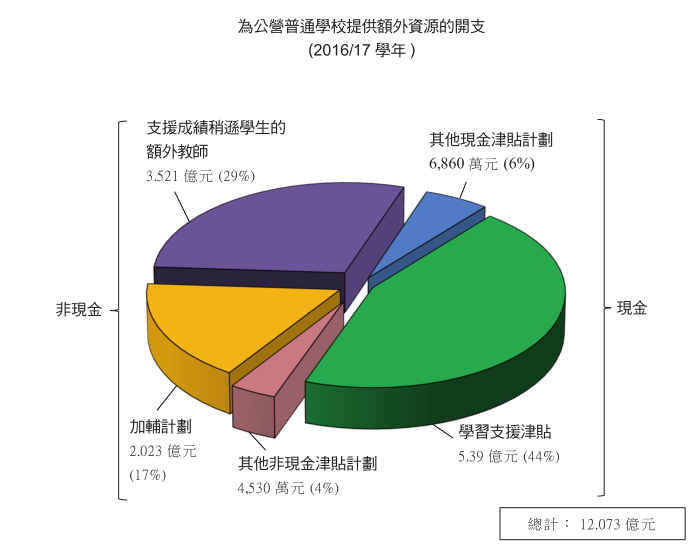 為公營普通學校提供額外資源的開支
(2016/17 學年 )
支援成績稍遜學生的
額外教師
3.521 億元 (29%)
其他現金津貼計劃
6,860 萬元 (6%)
非現金
現金
加輔計劃
2.023 億元
(17%)
其他非現金津貼計劃
4,530 萬元 (4%)
學習支援津貼
5.39 億元 (44%)
總計： 12.073 億元